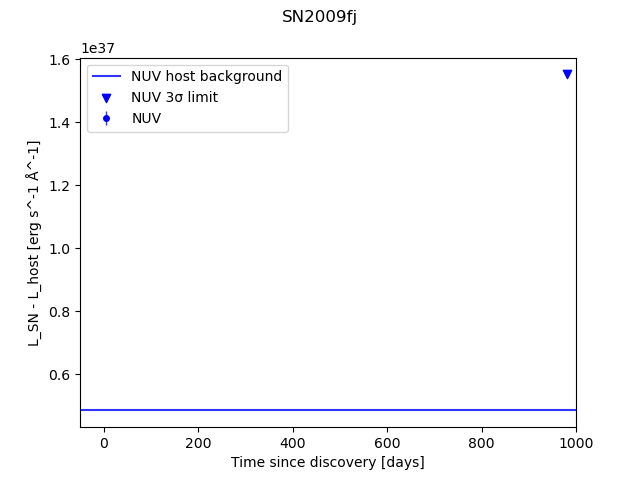 SN2009fj
1e37
1.6
1.4
1.2
1.0
0.8
0.6
L_SN - L_host [erg s^-1 Å^-1]
NUV host background
NUV 3σ limit
NUV
0 200 400 600 800 1000
Time since discovery [days]